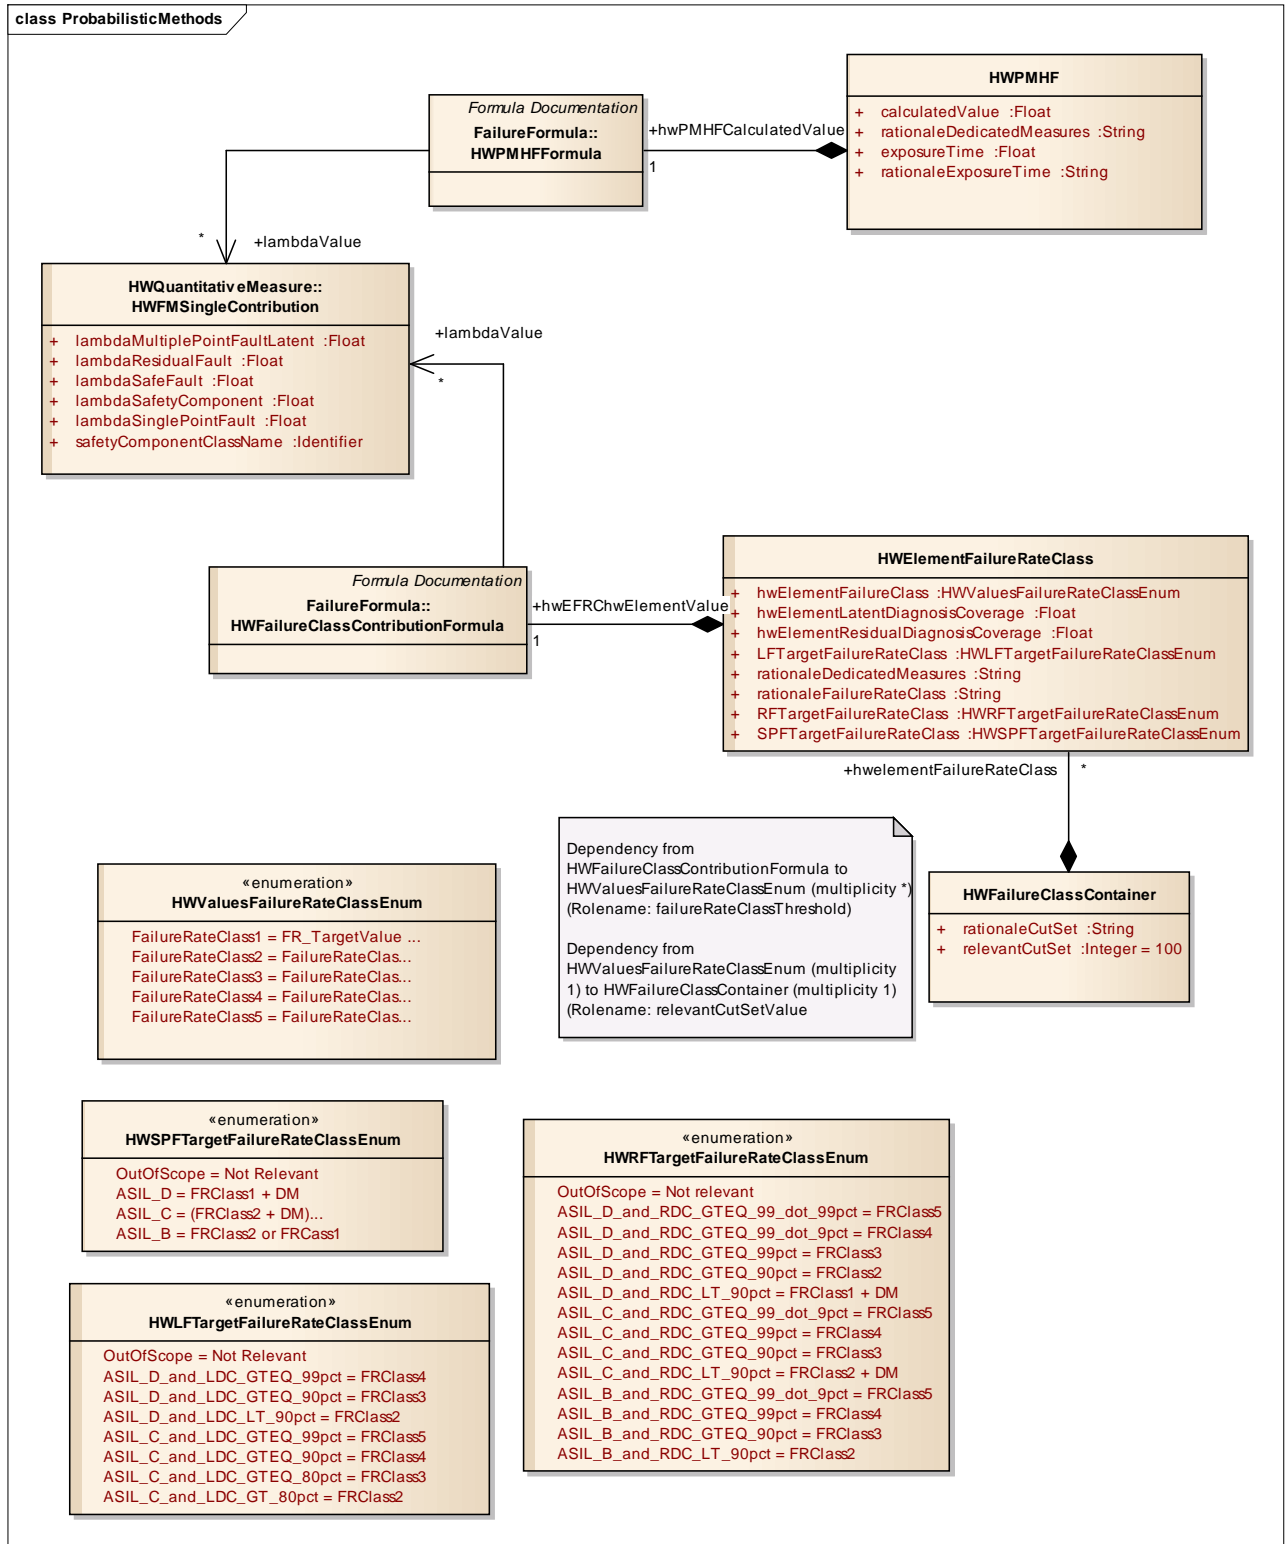 class ProbabilisticMethods
HWPMHF
+ calculatedValue :Float
+ rationaleDedicatedMeasures :String
+ exposureTime :Float
+ rationaleExposureTime :String
Formula Documentation
FailureFormula::
HWPMHFFormula
+hwPMHFCalculatedValue
1
*
+lambdaValue
HWQuantitativeMeasure::
HWFMSingleContribution
+ lambdaMultiplePointFaultLatent :Float
+ lambdaResidualFault :Float
+ lambdaSafeFault :Float
+ lambdaSafetyComponent :Float
+ lambdaSinglePointFault :Float
+ safetyComponentClassName :Identifier
+lambdaValue
*
Formula Documentation
FailureFormula::
HWFailureClassContributionFormula
+hwEFRChwElementValue
1
HWElementFailureRateClass
+ hwElementFailureClass :HWValuesFailureRateClassEnum
+ hwElementLatentDiagnosisCoverage :Float
+ hwElementResidualDiagnosisCoverage :Float
+ LFTargetFailureRateClass :HWLFTargetFailureRateClassEnum
+ rationaleDedicatedMeasures :String
+ rationaleFailureRateClass :String
+ RFTargetFailureRateClass :HWRFTargetFailureRateClassEnum
+ SPFTargetFailureRateClass :HWSPFTargetFailureRateClassEnum
+hwelementFailureRateClass
*
Dependency from
HWFailureClassContributionFormula to
HWValuesFailureRateClassEnum (multiplicity *)
(Rolename: failureRateClassThreshold)
Dependency from
HWValuesFailureRateClassEnum (multiplicity
1) to HWFailureClassContainer (multiplicity 1)
(Rolename: relevantCutSetValue
HWFailureClassContainer
+ rationaleCutSet :String
+ relevantCutSet :Integer = 100
«enumeration»
HWValuesFailureRateClassEnum
FailureRateClass1 = FR_TargetValue ...
FailureRateClass2 = FailureRateClas...
FailureRateClass3 = FailureRateClas...
FailureRateClass4 = FailureRateClas...
FailureRateClass5 = FailureRateClas...
«enumeration»
HWSPFTargetFailureRateClassEnum
OutOfScope = Not Relevant
ASIL_D = FRClass1 + DM
ASIL_C = (FRClass2 + DM)...
ASIL_B = FRClass2 or FRCass1
«enumeration»
HWRFTargetFailureRateClassEnum
OutOfScope = Not relevant
ASIL_D_and_RDC_GTEQ_99_dot_99pct = FRClass5
ASIL_D_and_RDC_GTEQ_99_dot_9pct = FRClass4
ASIL_D_and_RDC_GTEQ_99pct = FRClass3
ASIL_D_and_RDC_GTEQ_90pct = FRClass2
ASIL_D_and_RDC_LT_90pct = FRClass1 + DM
ASIL_C_and_RDC_GTEQ_99_dot_9pct = FRClass5
ASIL_C_and_RDC_GTEQ_99pct = FRClass4
ASIL_C_and_RDC_GTEQ_90pct = FRClass3
ASIL_C_and_RDC_LT_90pct = FRClass2 + DM
ASIL_B_and_RDC_GTEQ_99_dot_9pct = FRClass5
ASIL_B_and_RDC_GTEQ_99pct = FRClass4
ASIL_B_and_RDC_GTEQ_90pct = FRClass3
ASIL_B_and_RDC_LT_90pct = FRClass2
«enumeration»
HWLFTargetFailureRateClassEnum
OutOfScope = Not Relevant
ASIL_D_and_LDC_GTEQ_99pct = FRClass4
ASIL_D_and_LDC_GTEQ_90pct = FRClass3
ASIL_D_and_LDC_LT_90pct = FRClass2
ASIL_C_and_LDC_GTEQ_99pct = FRClass5
ASIL_C_and_LDC_GTEQ_90pct = FRClass4
ASIL_C_and_LDC_GTEQ_80pct = FRClass3
ASIL_C_and_LDC_GT_80pct = FRClass2